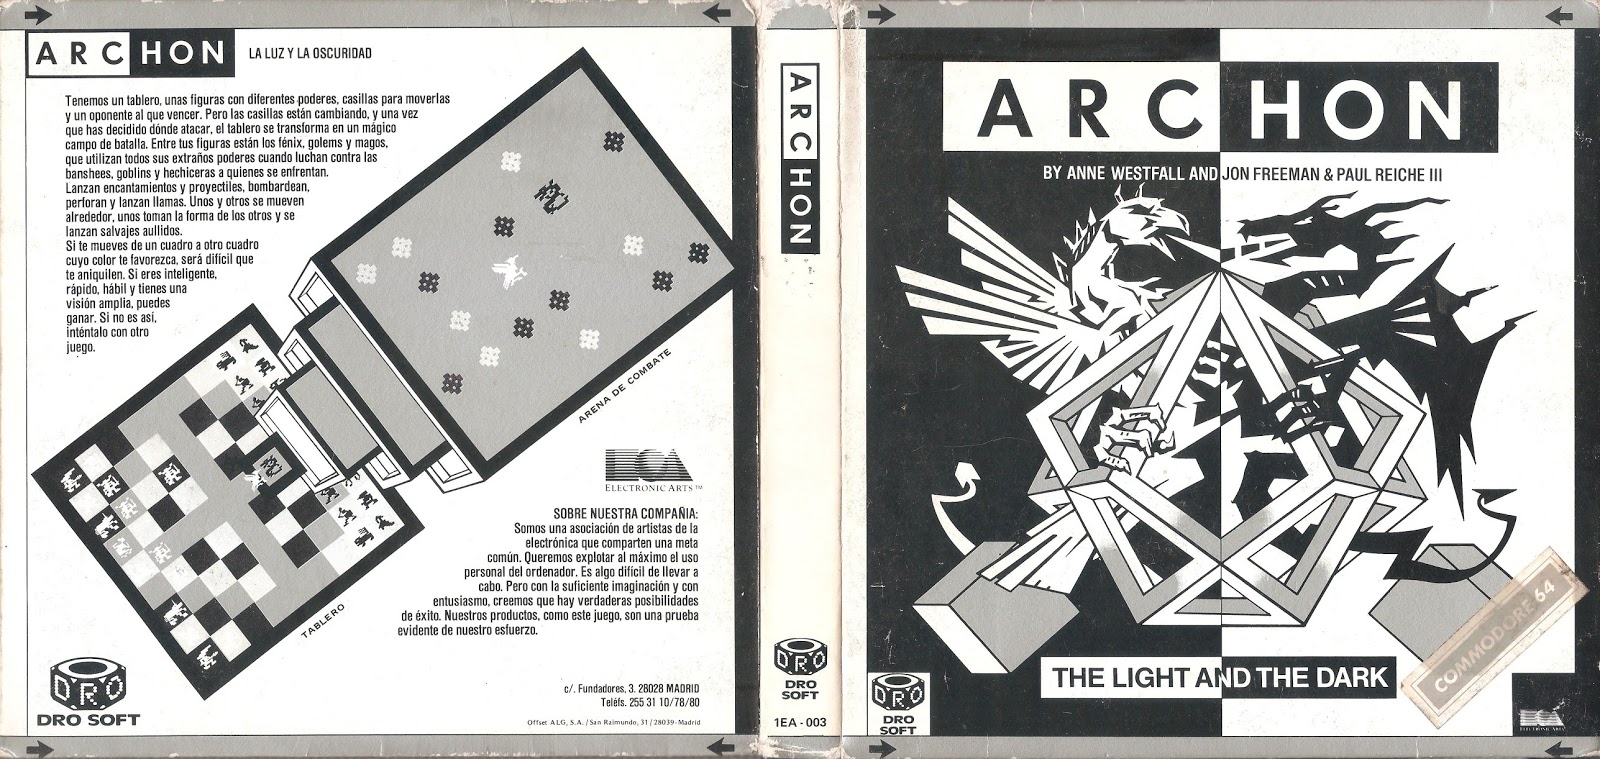 ARCHON LA LUZ Y LA OSCURIDAD
Tenemos un tablero, unas figuras con diferentes poderes, casillas para moverlas
y un oponente al que vencer. Pero las casillas están cambiando, y una vez
que has decidido dónde atacar, el tablero se transforma en un mágico
campo de batalla. Entre tus figuras están los fénix, golems y magos,
que utilizan todos sus extraños poderes cuando luchan contra las
banshees, goblins y hechiceras a quienes se enfrentan.
Lanzan encantamientos y proyectiles, bombardean,
perforan y lanzan llamas. Unos y otros se mueven
alrededor, unos toman la forma de los otros y se
lanzan salvajes aullidos.
Si te mueves de un cuadro a otro cuadro
cuyo color te favorezca, será difícil que
te aniquilen. Si eres inteligente,
rápido, hábil y tienes una
visión amplia, puedes
ganar. Si no es así,
inténtalo con otro
juego.
ARENA DE COMBATE
TABLERO
ELECTRONIC ARTS™
SOBRE NUESTRA COMPAÑIA:
Somos una asociación de artistas de la
electrónica que comparten una meta
común. Queremos explotar al máximo el uso
personal del ordenador. Es algo difícil de llevar a
cabo. Pero con la suficiente imaginación y con
entusiasmo, creemos que hay verdaderas posibilidades
de éxito. Nuestros productos, como este juego, son una prueba
evidente de nuestro esfuerzo.
DRO
DRO SOFT
c/. Fundadores, 3. 28028 MADRID
Teléfs. 255 31 10/78/80
Offset ALG, S.A. / San Raimundo, 31 / 28039-Madrid
ARCHON
DRO
DRO
SOFT
1EA - 003
ARCHON
BY ANNE WESTFALL AND JON FREEMAN & PAUL REICHE III
THE LIGHT AND THE DARK
COMMODORE 64
DRO
DRO
SOFT
ELECTRONIC ARTS